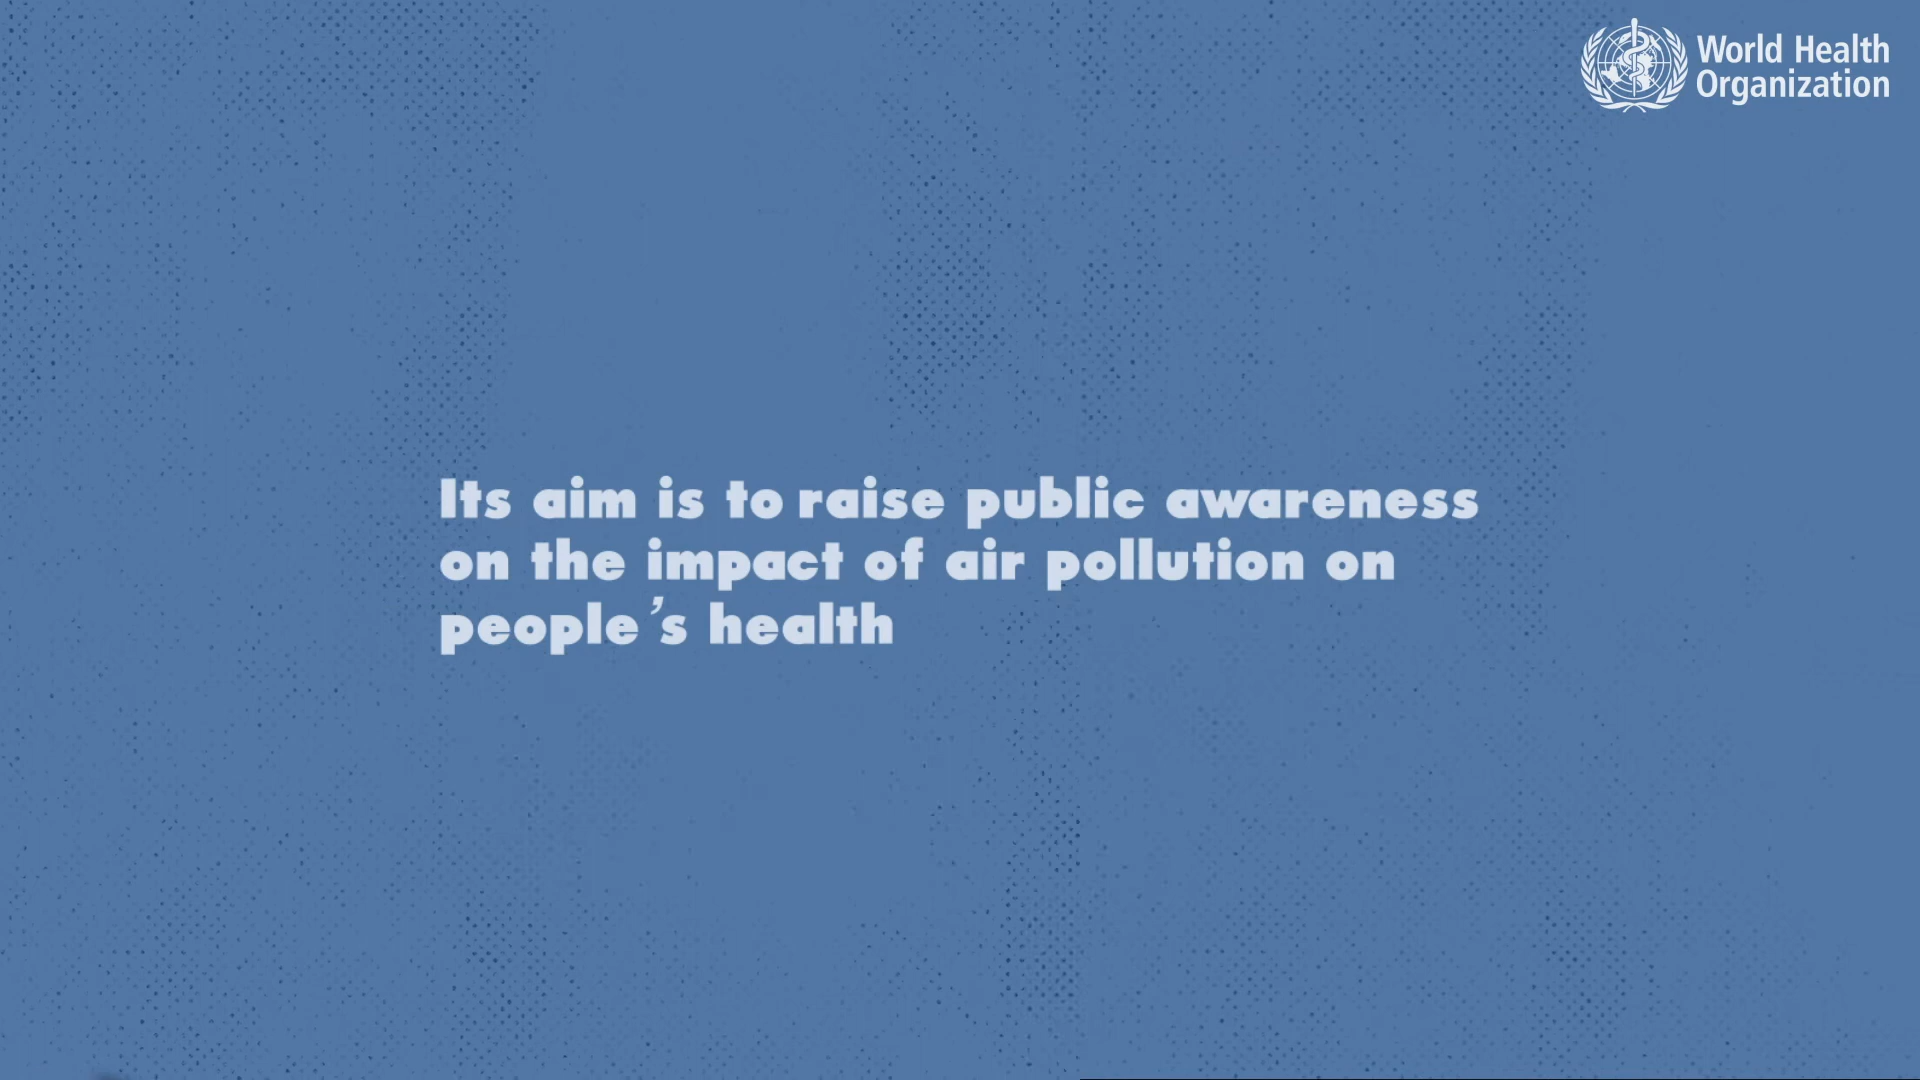 World Health
Organization
Its aim is to raise public awareness
on the impact of air pollution on
people's health